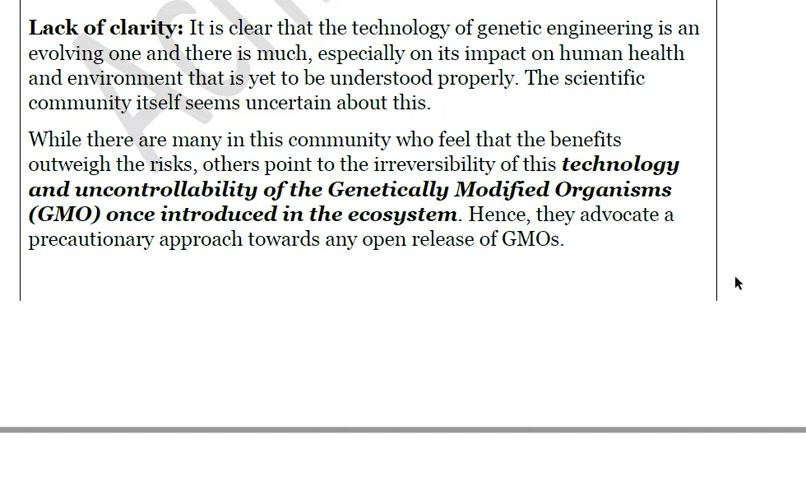 Lack of clarity: It is clear that the technology of genetic engineering is an
evolving one and there is much, especially on its impact on human health
and environment that is yet to be understood properly. The scientific
community itself seems uncertain about this.
While there are many in this community who feel that the benefits
outweigh the risks, others point to the irreversibility of this technology
and uncontrollability of the Genetically Modified Organisms
(GMO) once introduced in the ecosystem. Hence, they advocate a
precautionary approach towards any open release of GMOs.